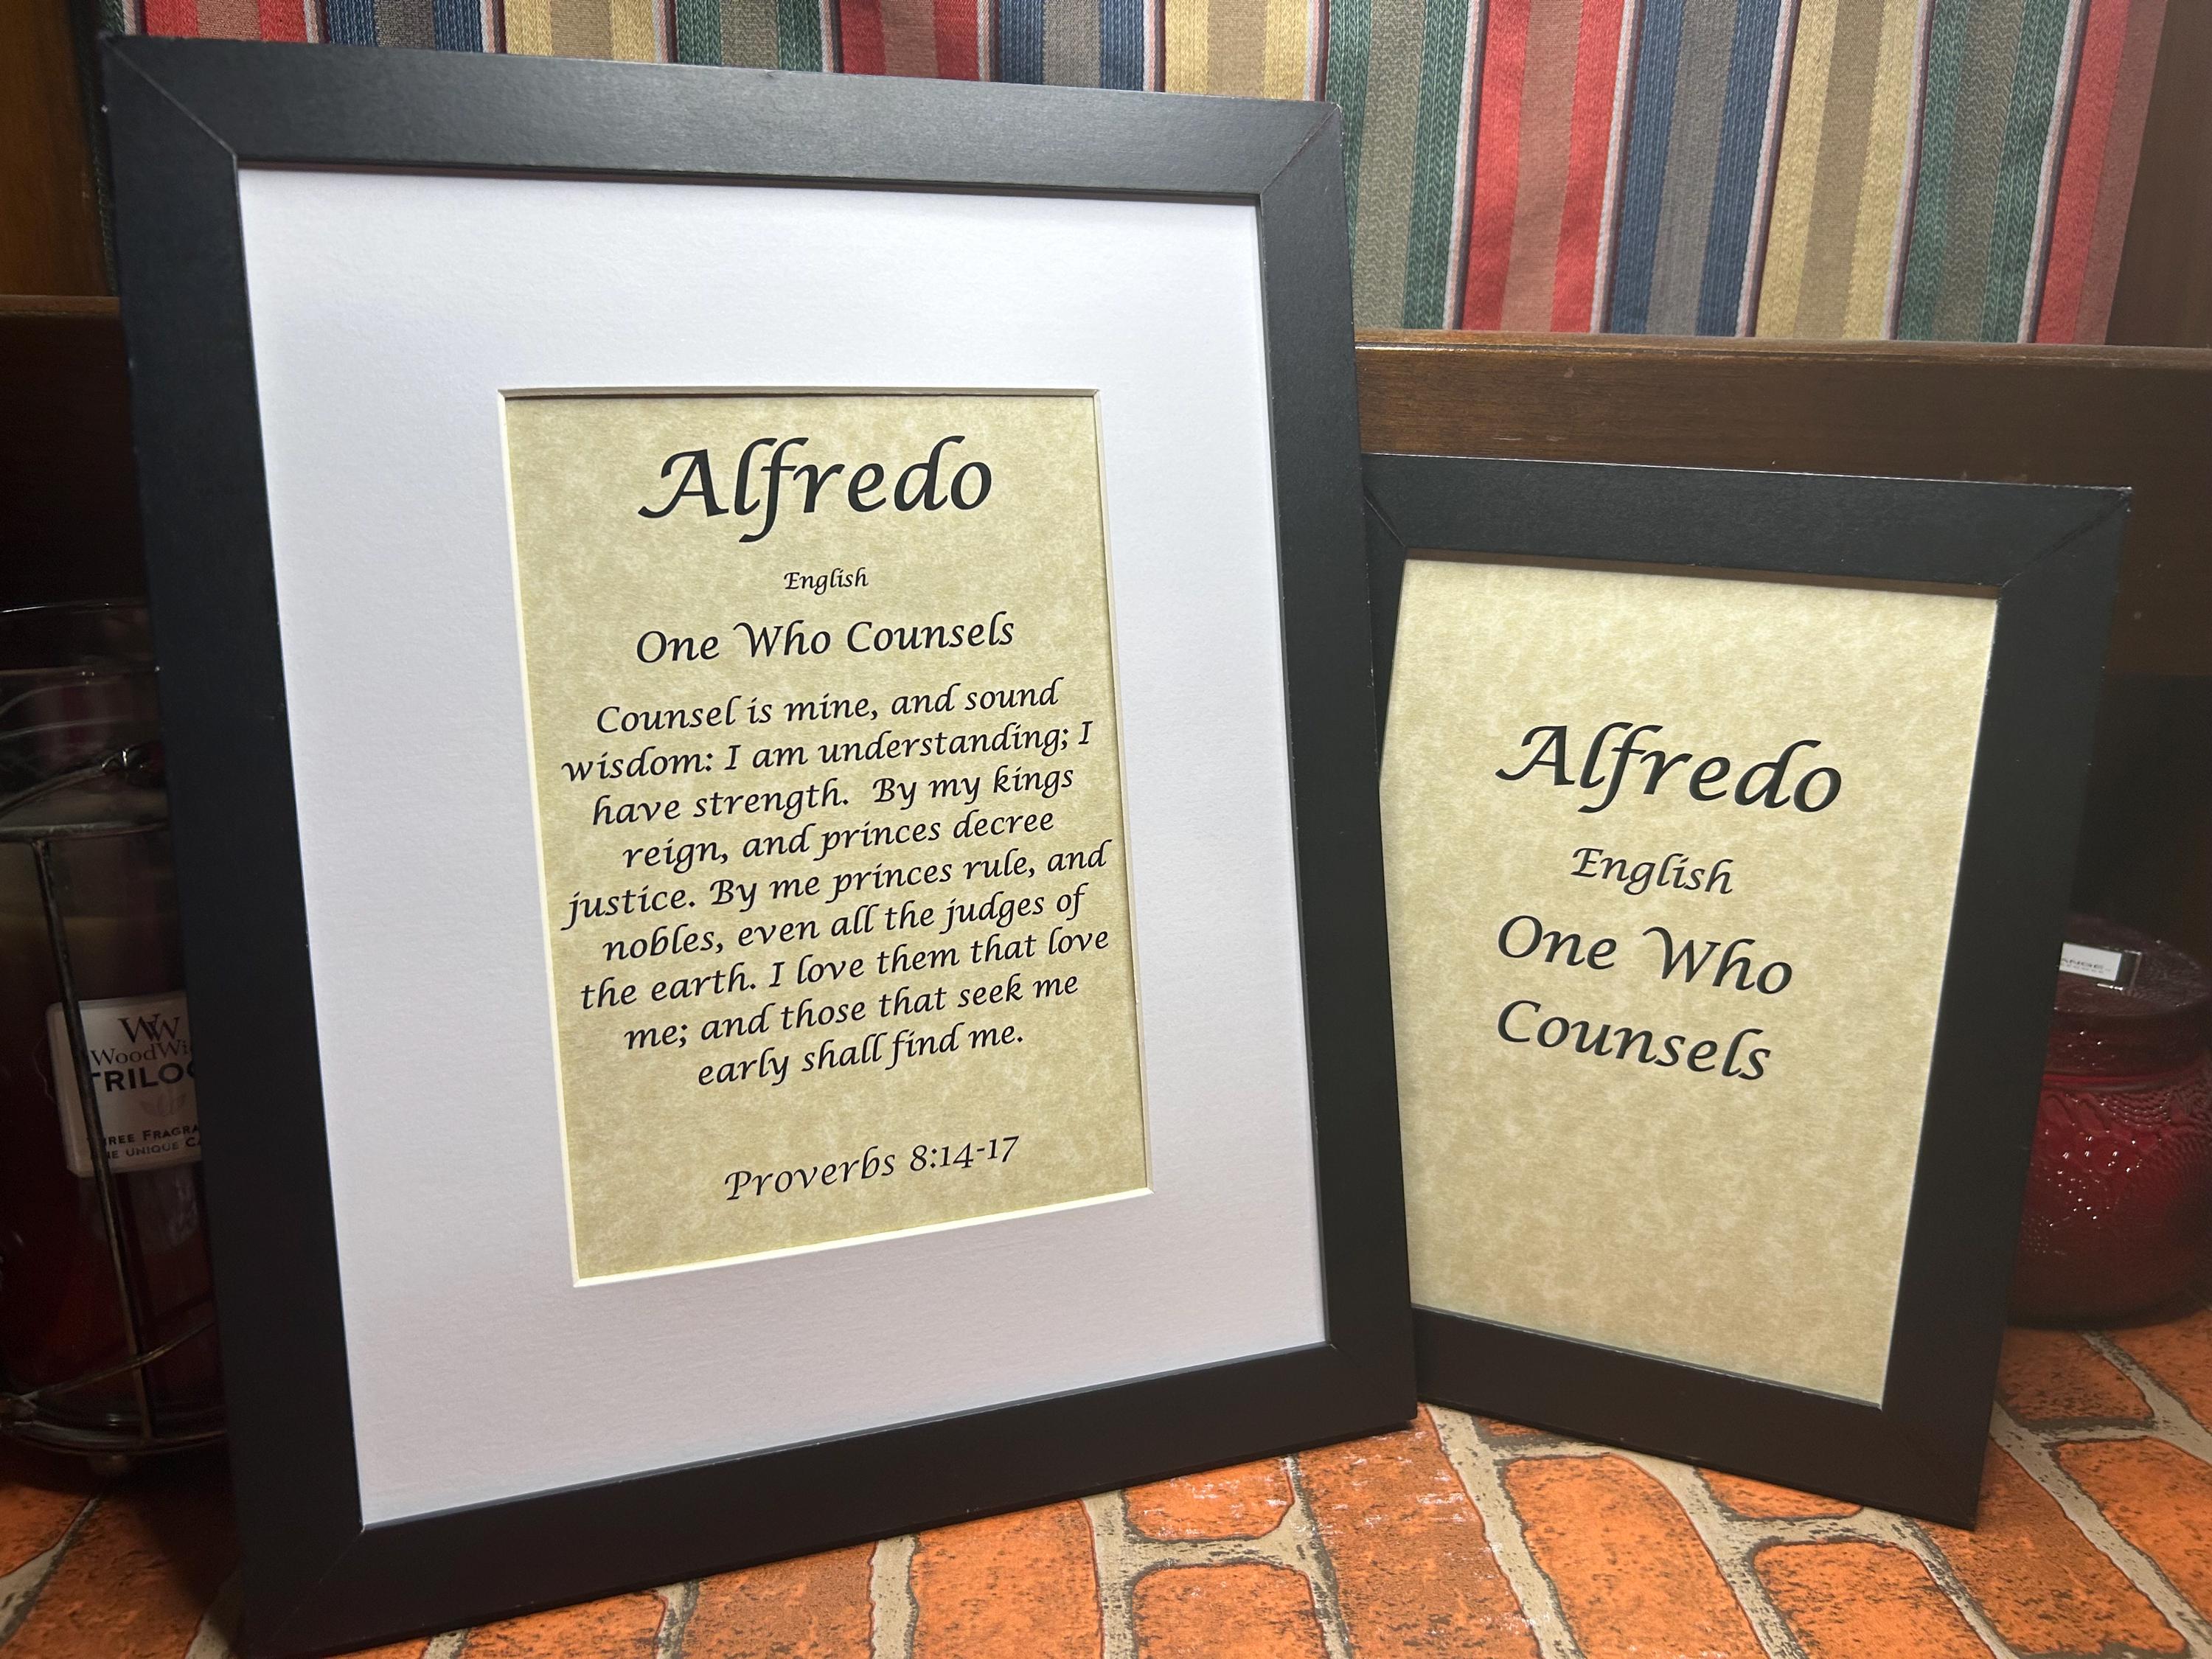 Alfredo
English
One Who Counsels
Counsel is mine, and sound
wisdom: I am understanding; I
have strength.  By my kings
reign, and princes decree
justice. By me princes rule, and
nobles, even all the judges of
the earth. I love them that love
me; and those that seek me
early shall find me.
Proverbs 8:14-17
Alfredo
English
One Who
Counsels
WW
WoodWi
TRILO